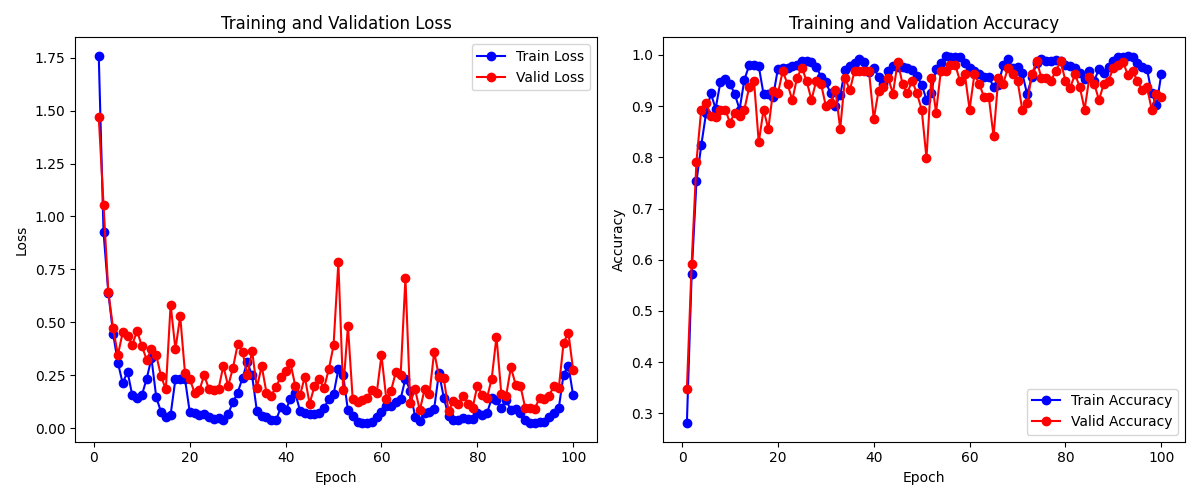 Training and Validation Loss
1.75
1.50
1.25
1.00
0.75
0.50
0.25
0.00
Loss
Train Loss
Valid Loss
0 20 40 60 80 100
Epoch
Training and Validation Accuracy
1.0
0.9
0.8
0.7
0.6
0.5
0.4
0.3
Accuracy
Train Accuracy
Valid Accuracy
0 20 40 60 80 100
Epoch